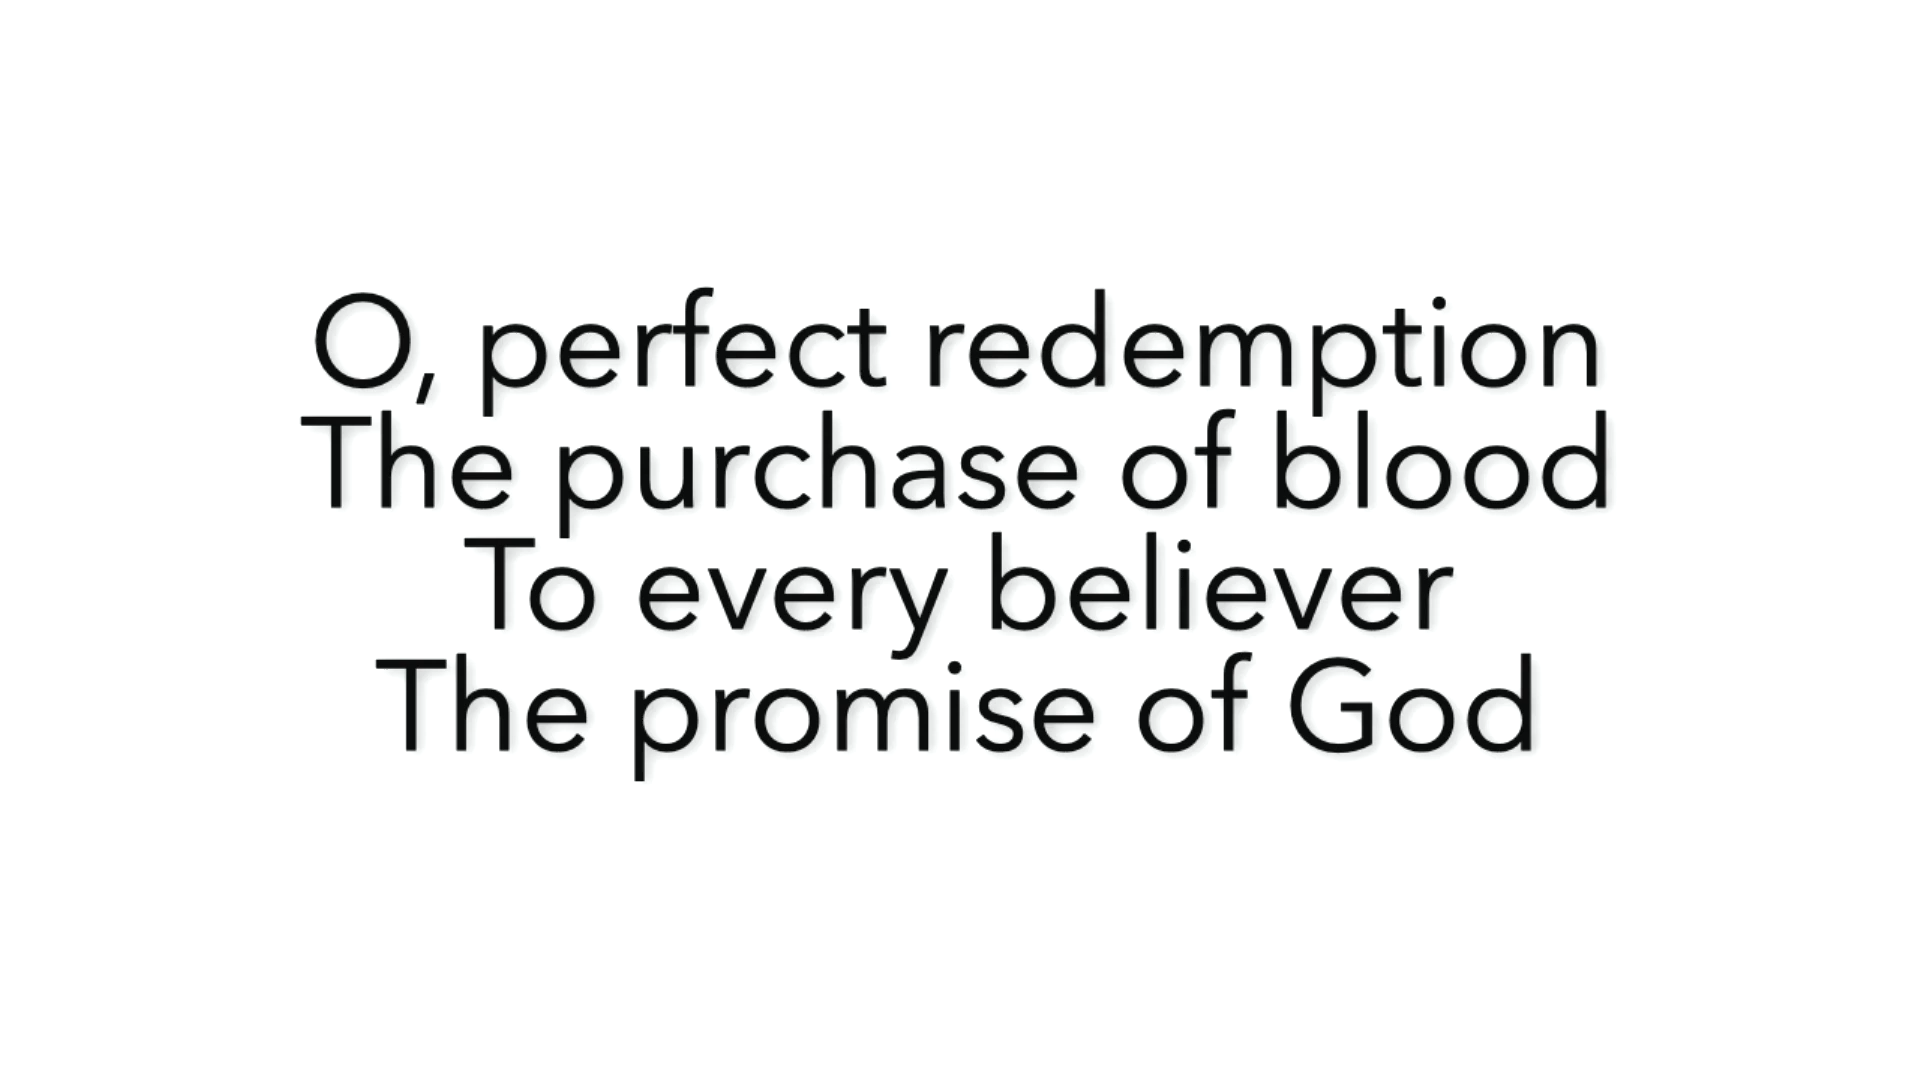 O, perfect redemption
The purchase of blood
To every believer
The promise of God